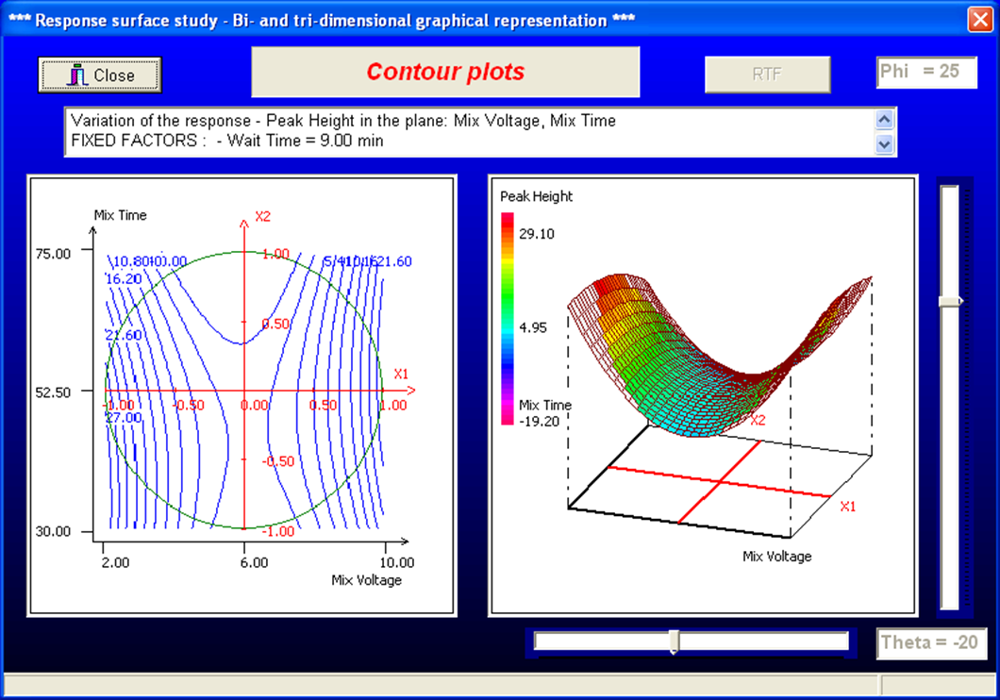 *** Response surface study - Bi- and tri-dimensional graphical representation ***
Close
Contour plots
RTF
Phi = 25
Variation of the response - Peak Height in the plane: Mix Voltage, Mix Time
FIXED FACTORS : - Wait Time = 9.00 min
Mix Time
X2
75.00
10.80
0.00
1.00
21.60
16.20
0.50
21.60
X1
52.50
-1.00
-0.50
0.00
0.50
1.00
27.00
-0.50
30.00
-1.00
2.00
6.00
10.00
Mix Voltage
Peak Height
29.10
4.95
Mix Time
-19.20
X2
X1
Mix Voltage
Theta = -20